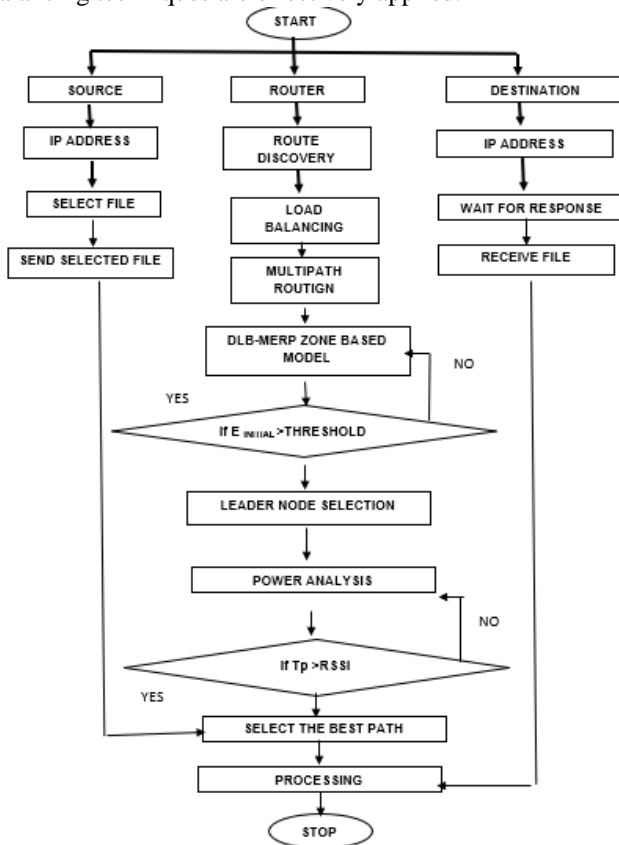 START
SOURCE
ROUTER
DESTINATION
IP ADDRESS
ROUTE
DISCOVERY
IP ADDRESS
SELECT FILE
LOAD
BALANCING
WAIT FOR RESPONSE
SEND SELECTED FILE
MULTIPATH
ROUTIGN
RECEIVE FILE
DLB-MERP ZONE BASED
MODEL
NO
YES
If E INITIAL >THRESHOLD
LEADER NODE SELECTION
POWER ANALYSIS
NO
If Tp >RSSI
YES
SELECT THE BEST PATH
PROCESSING
STOP